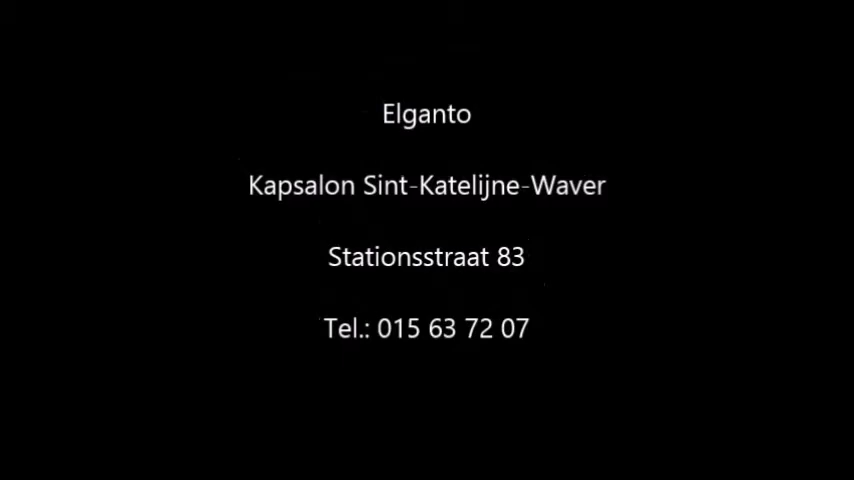 Elganto
Kapsalon Sint-Katelijne-Waver
Stationsstraat 83
Tel.: 015 63 72 07